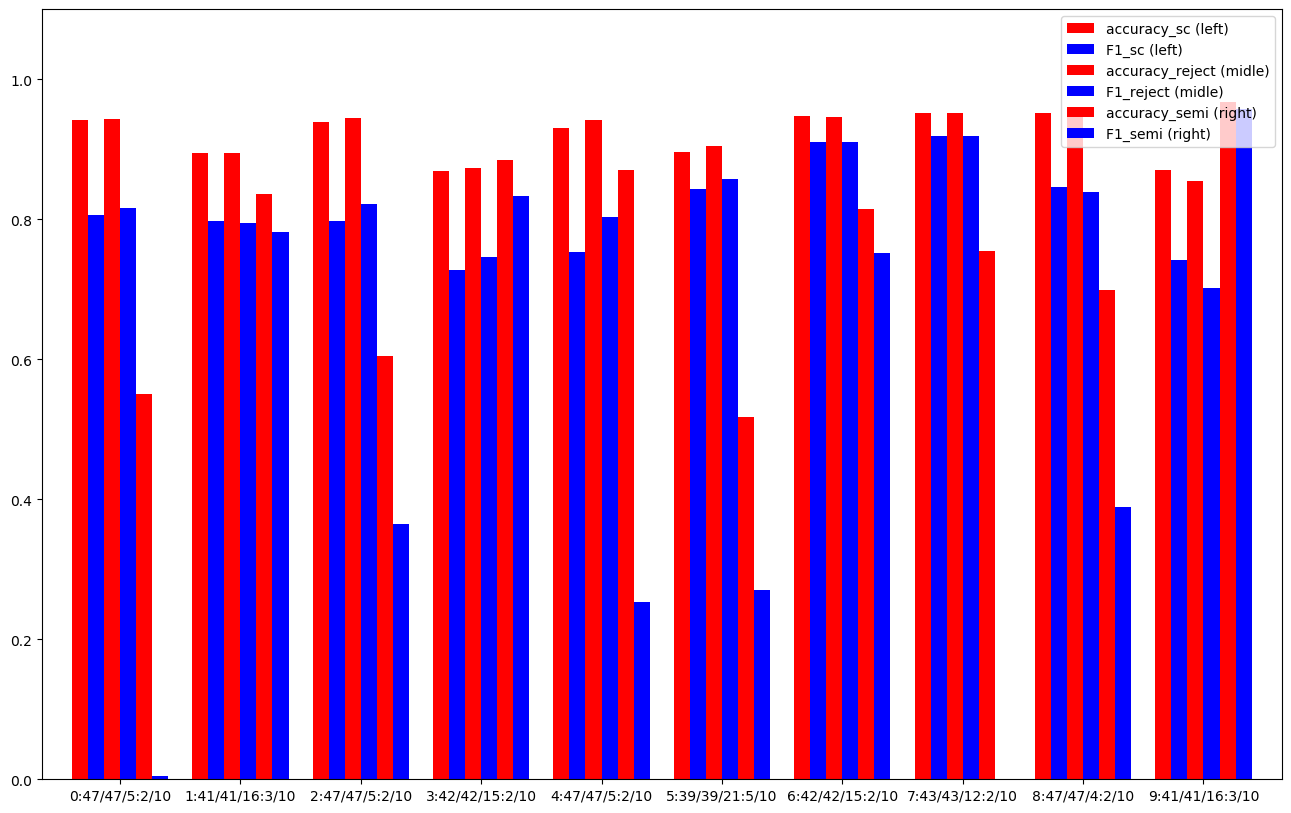 accuracy_sc (left)
F1_sc (left)
accuracy_reject (midle)
F1_reject (midle)
accuracy_semi (right)
F1_semi (right)
1.0
0.8
0.6
0.4
0.2
0.0
0:47/47/5:2/10 1:41/41/16:3/10 2:47/47/5:2/10 3:42/42/15:2/10 4:47/47/5:2/10 5:39/39/21:5/10 6:42/42/15:2/10 7:43/43/12:2/10 8:47/47/4:2/10 9:41/41/16:3/10